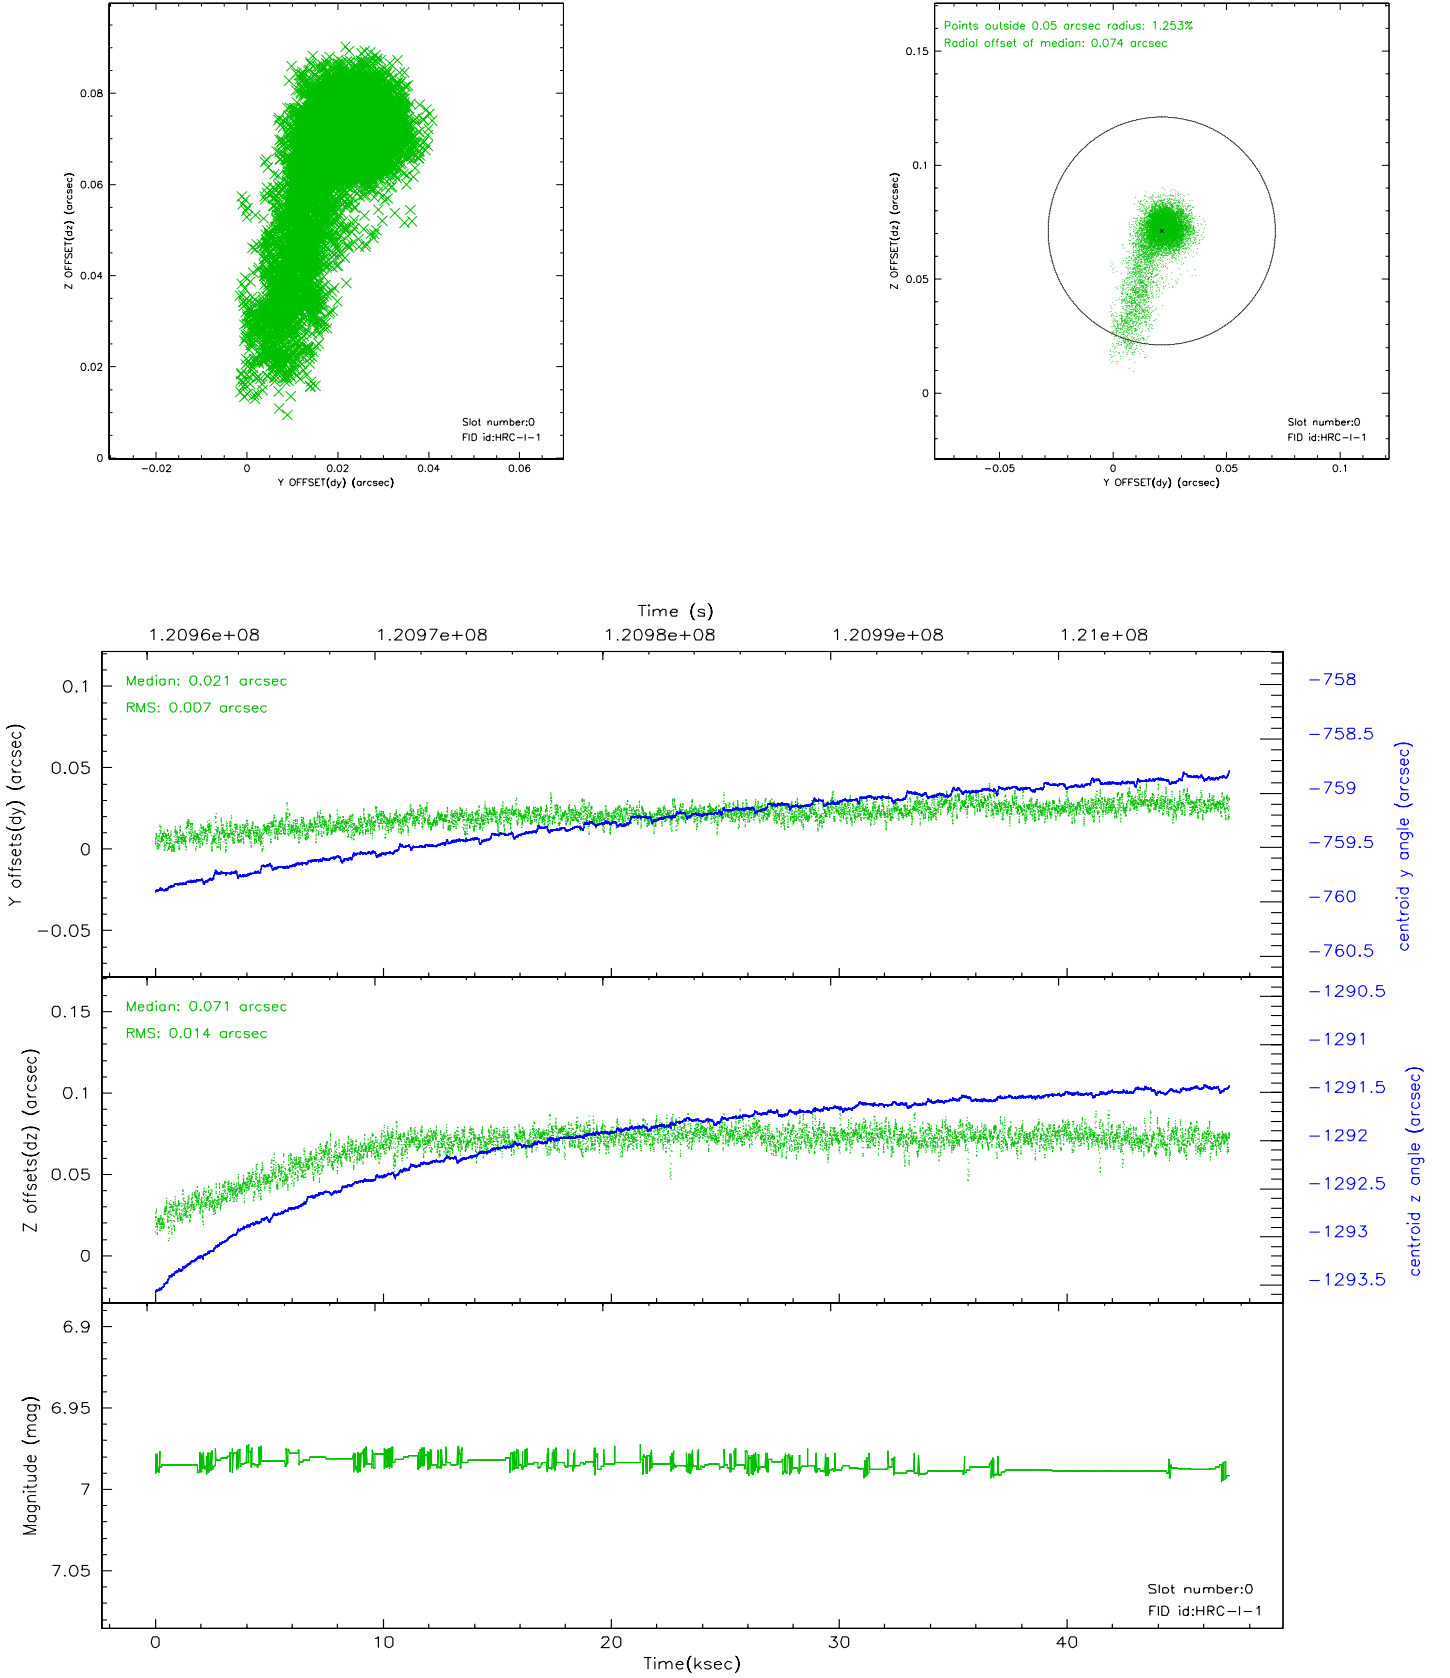 0.08
0.06
0.04
0.02
0
Z OFFSET(dz) (arcsec)
Slot number:0
FID id:HRC-I-1
-0.02 0 0.02 0.04 0.06
Y OFFSET(dy) (arcsec)
Points outside 0.05 arcsec radius: 1.253%
Radial offset of median: 0.074 arcsec
0.15
0.1
0.05
0
Z OFFSET(dz) (arcsec)
Slot number:0
FID id:HRC-I-1
-0.05 0 0.05 0.1
Y OFFSET(dy) (arcsec)
Time (s)
1.2096e+08 1.2097e+08 1.2098e+08 1.2099e+08 1.21e+08
Median: 0.021 arcsec
RMS: 0.007 arcsec
0.1
0.05
0
-0.05
Y offsets(dy) (arcsec)
-758
-758.5
-759
-759.5
-760
-760.5
centroid y angle (arcsec)
Median: 0.071 arcsec
RMS: 0.014 arcsec
0.15
0.1
0.05
0
Z offsets(dz) (arcsec)
-1290.5
-1291
-1291.5
-1292
-1292.5
-1293
-1293.5
centroid z angle (arcsec)
6.9
6.95
7
7.05
Magnitude (mag)
Slot number:0
FID id:HRC-I-1
0 10 20 30 40
Time(ksec)